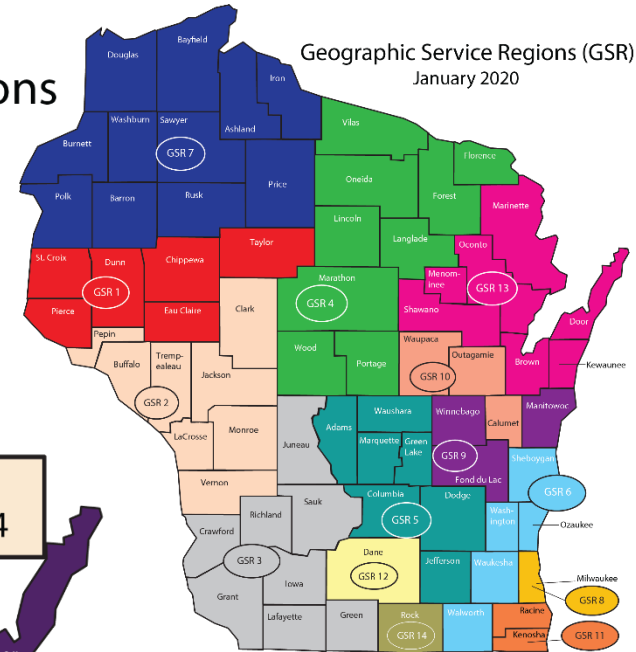 ons
Geographic Service Regions (GSR)
January 2020
Bayfield
Douglas
Iron
Washburn
Sawyer
Ashland
Burnett
GSR 7
Vilas
Florence
Price
Oneida
Forest
Polk
Barron
Rusk
Marinette
Lincoln
Langlade
Oconto
Taylor
St. Croix
Dunn
Chippewa
Menom-
inee
GSR 13
GSR 1
Marathon
GSR 4
Pierce
Eau Claire
Clark
Shawano
Door
Pepin
Waupaca
Buffalo
Tremp-
ealeau
Wood
Portage
Outagamie
Brown
Kewaunee
Jackson
GSR 10
GSR 2
Waushara
Winnebago
Manitowoc
Adams
Calumet
LaCrosse
Monroe
Juneau
Marquette
Green
Lake
GSR 9
Sheboygan
Fond du Lac
Vernon
GSR 6
4
Sauk
Columbia
Dodge
Richland
Wash-
ington
Crawford
GSR 5
Ozaukee
GSR 3
Dane
Jefferson
Waukesha
GSR 12
Milwaukee
Iowa
Grant
GSR 8
Lafayette
Green
Rock
Walworth
Racine
GSR 14
Kenosha
GSR 11